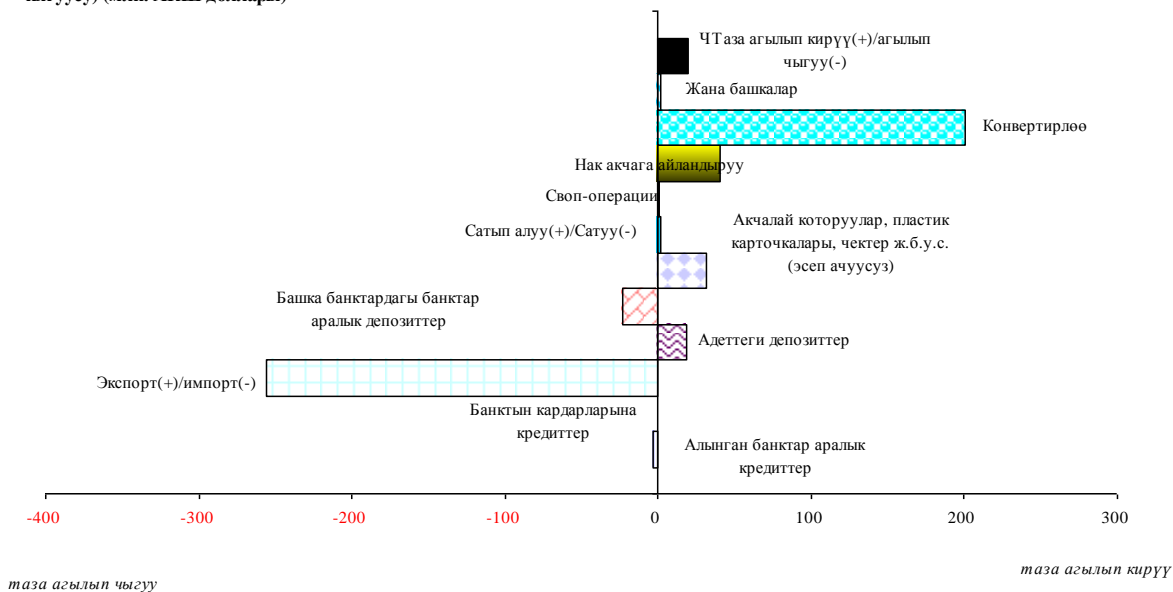 ЧТаза агылып кирүү(+)/агылып
чыгуу(-)
Жана башкалар
Конвертирлөө
Нак акчага айландыруу
Своп-операции
Сатып алуу(+)/Сатуу(-)
Акчалай которуулар, пластик
карточкалары, чектер ж.б.у.с.
(эсеп ачуусуз)
Башка банктардагы банктар
аралык депозиттер
Адеттеги депозиттер
Экспорт(+)/импорт(-)
Банктын кардарларына
кредиттер
Алынган банктар аралык
кредиттер
-400 -300 -200 -100 0 100 200 300
таза агылып кирүү
таза агылып чыгуу